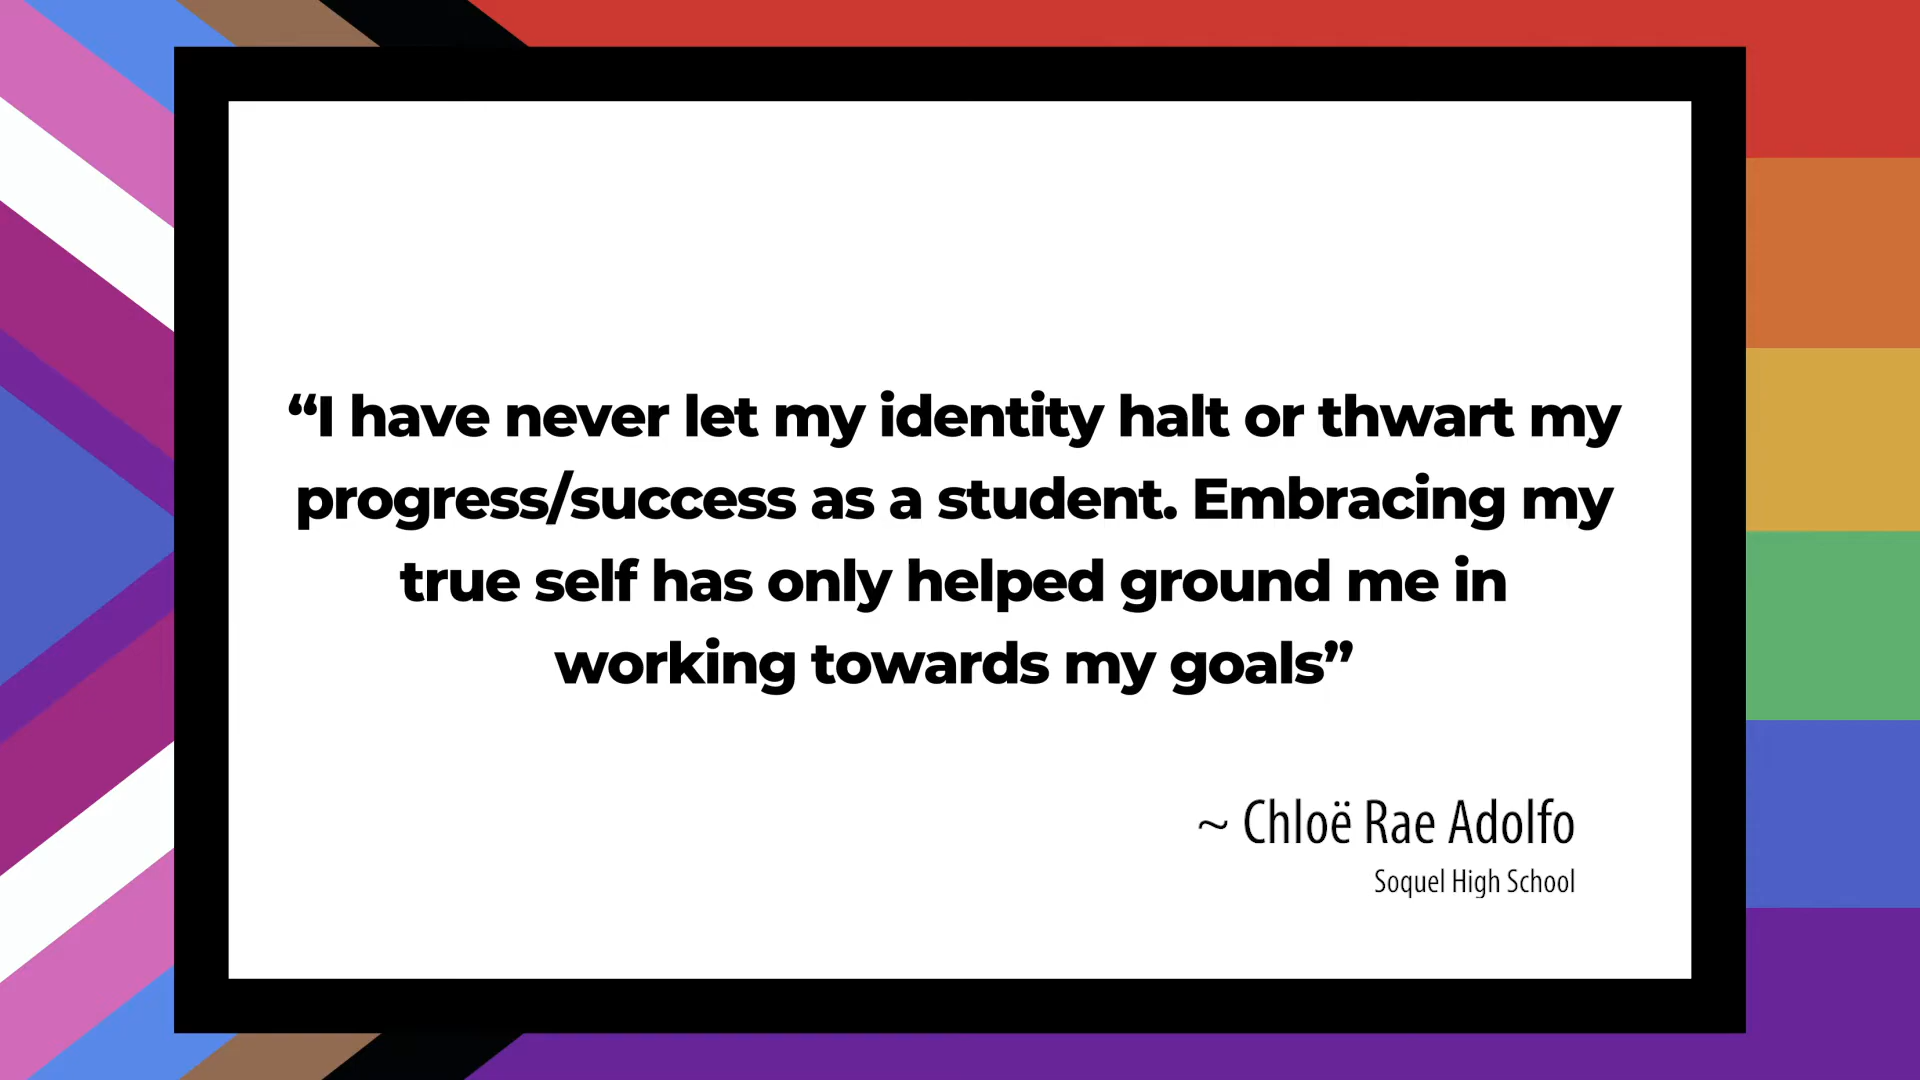 “I have never let my identity halt or thwart my
progress/success as a student. Embracing my
true self has only helped ground me in
working towards my goals”
~ Chloë Rae Adolfo
Soquel High School